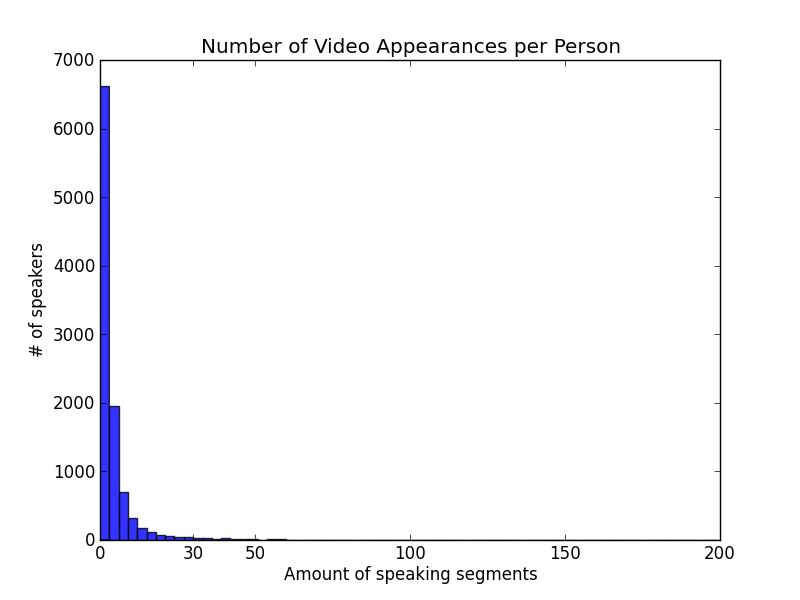 Number of Video Appearances per Person
7000
6000
5000
4000
3000
2000
1000
0
# of speakers
0 30 50 100 150 200
Amount of speaking segments